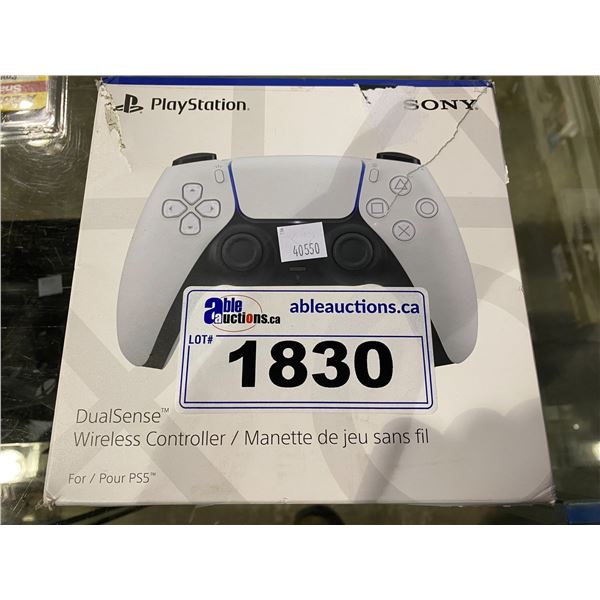 PlayStation.
SONY
40550
able auctions.ca
ableauctions.ca
LOT#
1830
DualSense™
Wireless Controller / Manette de jeu sans fil
For / Pour PS5™